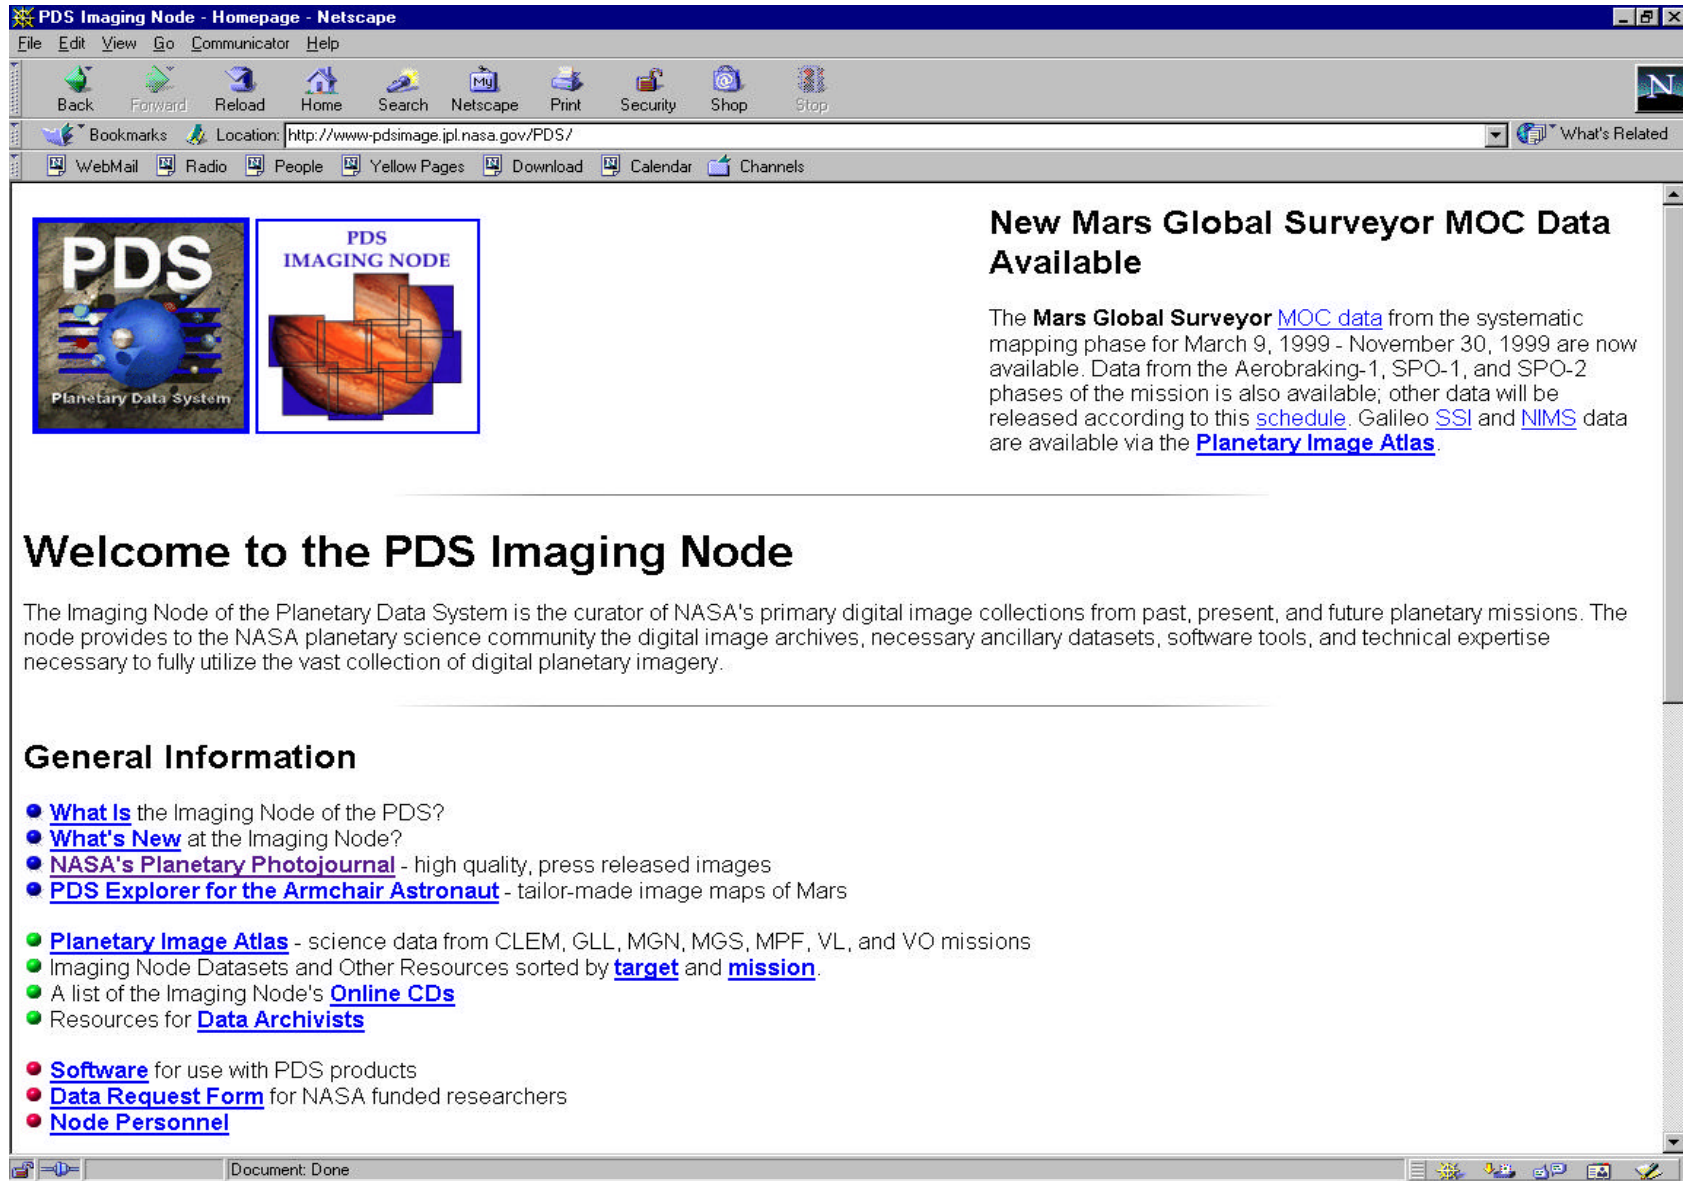 PDS Imaging Node - Homepage - Netscape
File Edit View Go Communicator Help
Back Forward Reload Home Search Netscape Print Security Shop Stop
My
N
Bookmarks Location: http://www-pdsimage.jpl.nasa.gov/PDS/ What's Related
WebMail Radio People Yellow Pages Download Calendar Channels
PDS
Planetary Data System
PDS
IMAGING NODE
New Mars Global Surveyor MOC Data
Available
The Mars Global Surveyor MOC data from the systematic
mapping phase for March 9, 1999 - November 30, 1999 are now
available. Data from the Aerobraking-1, SPO-1, and SPO-2
phases of the mission is also available; other data will be
released according to this schedule. Galileo SSI and NIMS data
are available via the Planetary Image Atlas.
Welcome to the PDS Imaging Node
The Imaging Node of the Planetary Data System is the curator of NASA's primary digital image collections from past, present, and future planetary missions. The
node provides to the NASA planetary science community the digital image archives, necessary ancillary datasets, software tools, and technical expertise
necessary to fully utilize the vast collection of digital planetary imagery.
General Information
What Is the Imaging Node of the PDS?
What's New at the Imaging Node?
NASA's Planetary Photojournal - high quality, press released images
PDS Explorer for the Armchair Astronaut - tailor-made image maps of Mars
Planetary Image Atlas - science data from CLEM, GLL, MGN, MGS, MPF, VL, and VO missions
Imaging Node Datasets and Other Resources sorted by target and mission.
A list of the Imaging Node's Online CDs
Resources for Data Archivists
Software for use with PDS products
Data Request Form for NASA funded researchers
Node Personnel
Document: Done